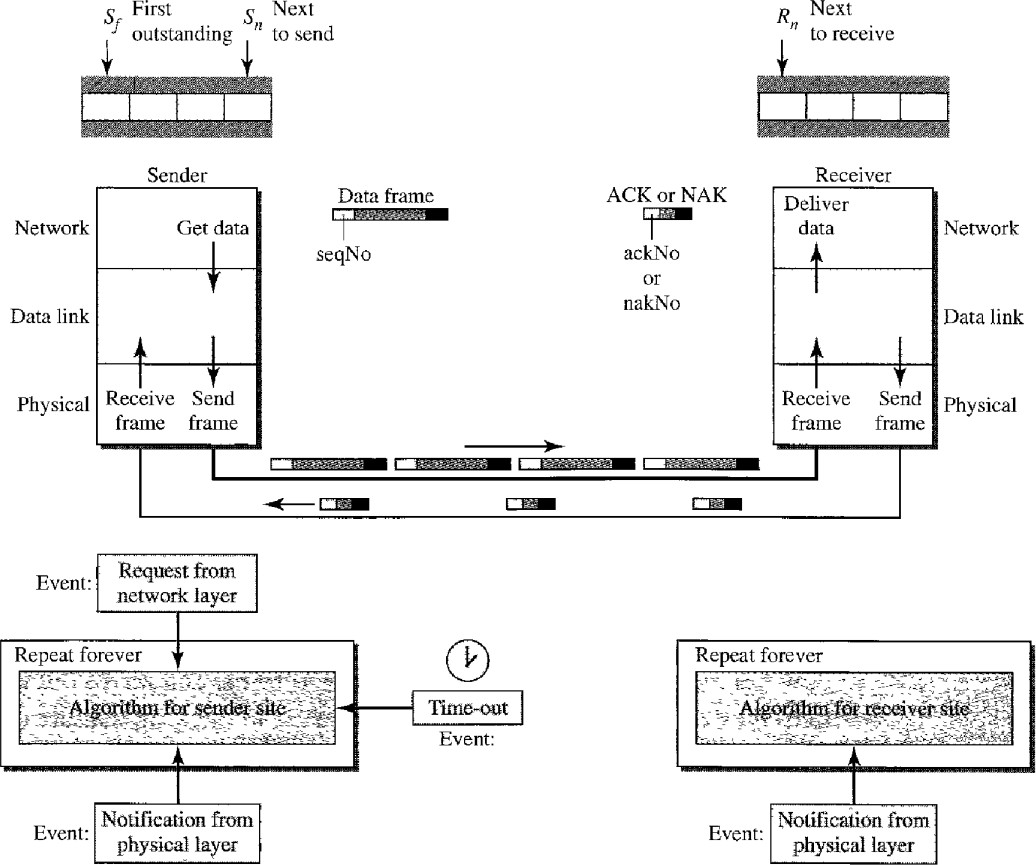 Sf First outstanding
Sn Next to send
Rn Next to receive
Sender
Receiver
Data frame
seqNo
ACK or NAK
ackNo
or
nakNo
Network
Get data
Deliver
data
Network
Data link
Data link
Physical
Receive
frame
Send
frame
Receive
frame
Send
frame
Physical
Event:
Request from
network layer
Repeat forever
Algorithm for sender site
Time-out
Event:
Event:
Notification from
physical layer
Repeat forever
Algorithm for receiver site
Event:
Notification from
physical layer